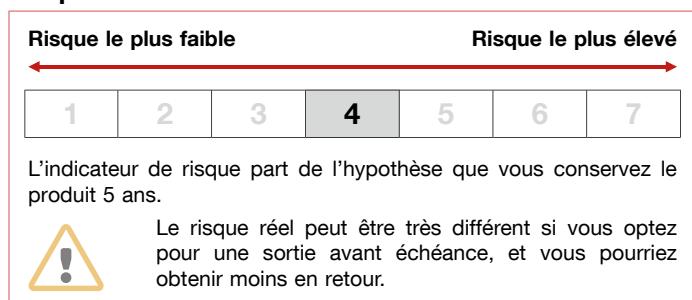 Risque le plus faible
Risque le plus élevé
1 2 3 4 5 6 7
L'indicateur de risque part de l'hypothèse que vous conservez le
produit 5 ans.
Le risque réel peut être très différent si vous optez
pour une sortie avant échéance, et vous pourriez
obtenir moins en retour.